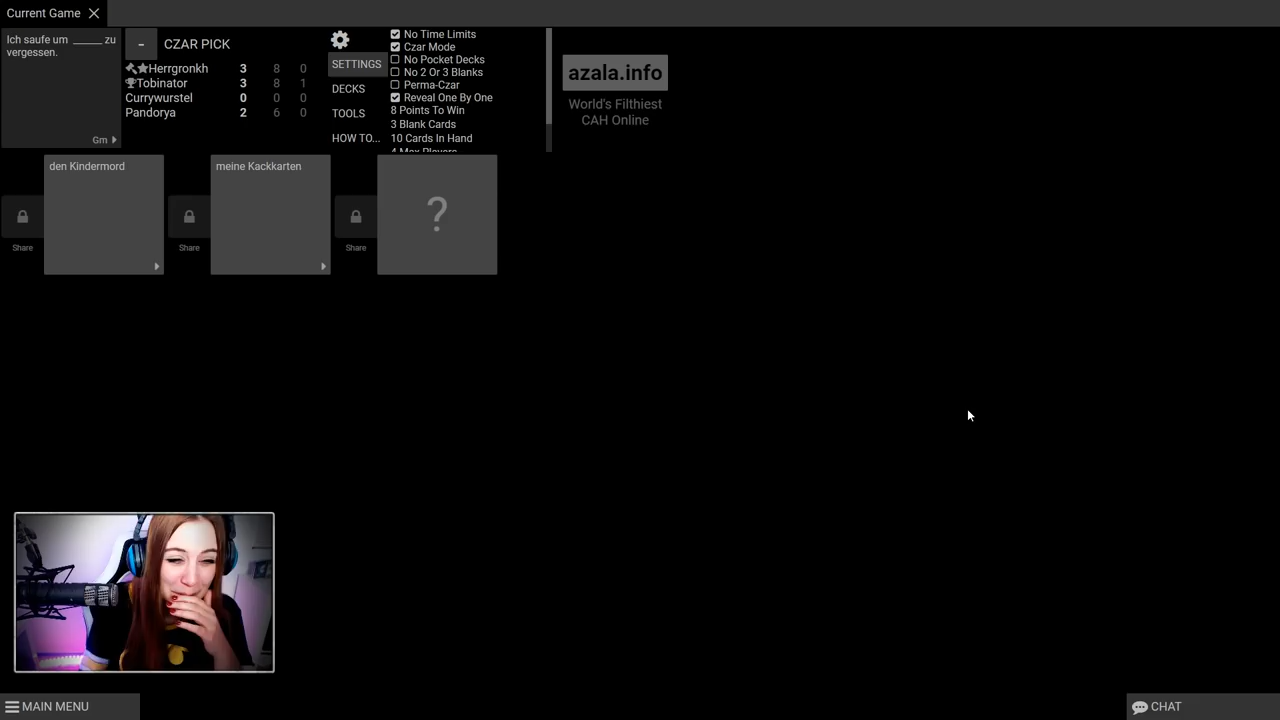 Current Game
Ich saufe um _____ zu
vergessen.
Gm
-
CZAR PICK
Herrgronkh 3 8 0
Tobinator 3 8 1
Currywurstel 0 0 0
Pandorya 2 6 0
SETTINGS
DECKS
TOOLS
HOW TO...
No Time Limits
Czar Mode
No Pocket Decks
No 2 Or 3 Blanks
Perma-Czar
Reveal One By One
8 Points To Win
3 Blank Cards
10 Cards In Hand
4 Max Players
azala.info
World's Filthiest
CAH Online
Share
den Kindermord
Share
meine Kackkarten
Share
?
MAIN MENU
CHAT